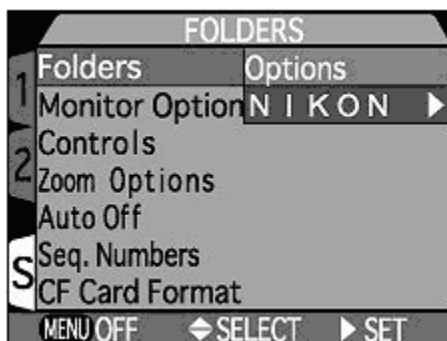 FOLDERS
1
Folders
Options
Monitor Option
NIKON
2
Controls
Zoom Options
Auto Off
S
Seq. Numbers
CF Card Format
MENU OFF SELECT SET